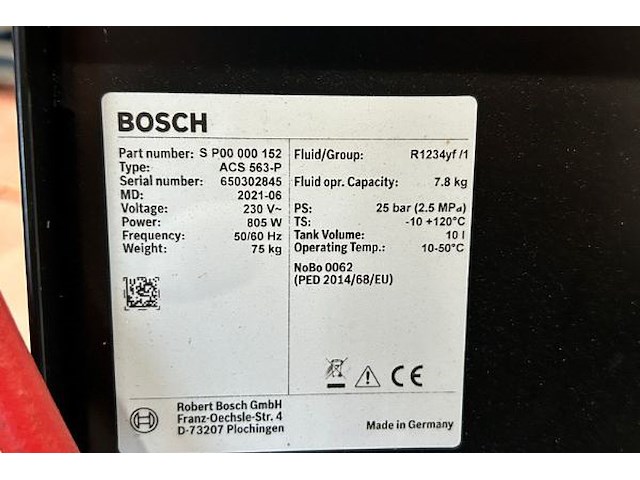 BOSCH
Part number: S P00 000 152
Type: ACS 563-P
Serial number: 650302845
MD: 2021-06
Voltage: 230 V~
Power: 805 W
Frequency: 50/60 Hz
Weight: 75 kg
Fluid/Group: R1234yf /1
Fluid opr. Capacity: 7.8 kg
PS: 25 bar (2.5 MPa)
TS: -10 +120°C
Tank Volume: 10 l
Operating Temp.: 10-50°C
NoBo 0062
(PED 2014/68/EU)
CE
Robert Bosch GmbH
Franz-Oechsle-Str. 4
D-73207 Plochingen
Made in Germany